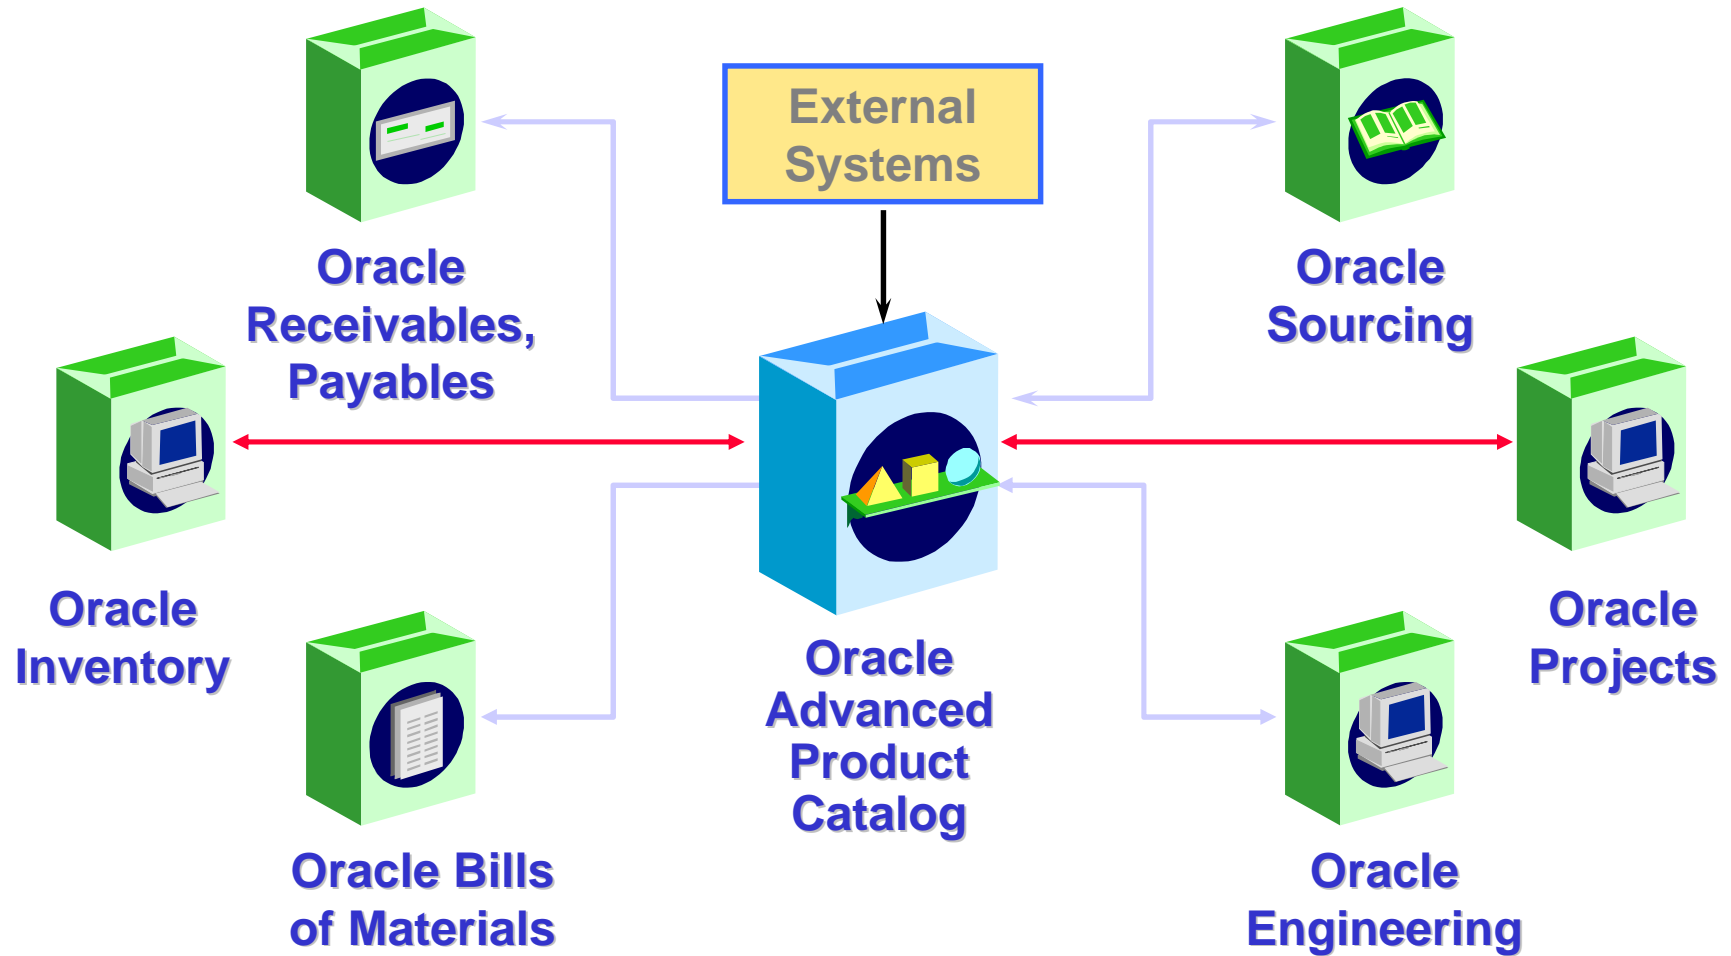 External
Systems
Oracle
Receivables,
Payables
Oracle
Sourcing
Oracle
Inventory
Oracle
Advanced
Product
Catalog
Oracle
Projects
Oracle Bills
of Materials
Oracle
Engineering